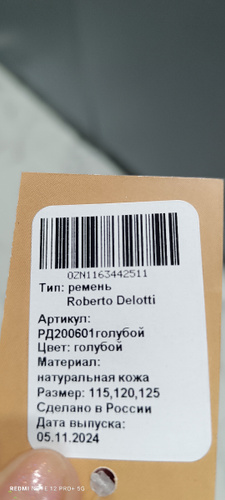 OZN1163442511
Тип: ремень
Roberto Delotti
Артикул:
РД200601голубой
Цвет: голубой
Материал:
натуральная кожа
Размер: 115,120,125
Сделано в России
Дата выпуска:
05.11.2024
REDMI NOTE 12 PRO+ 5G